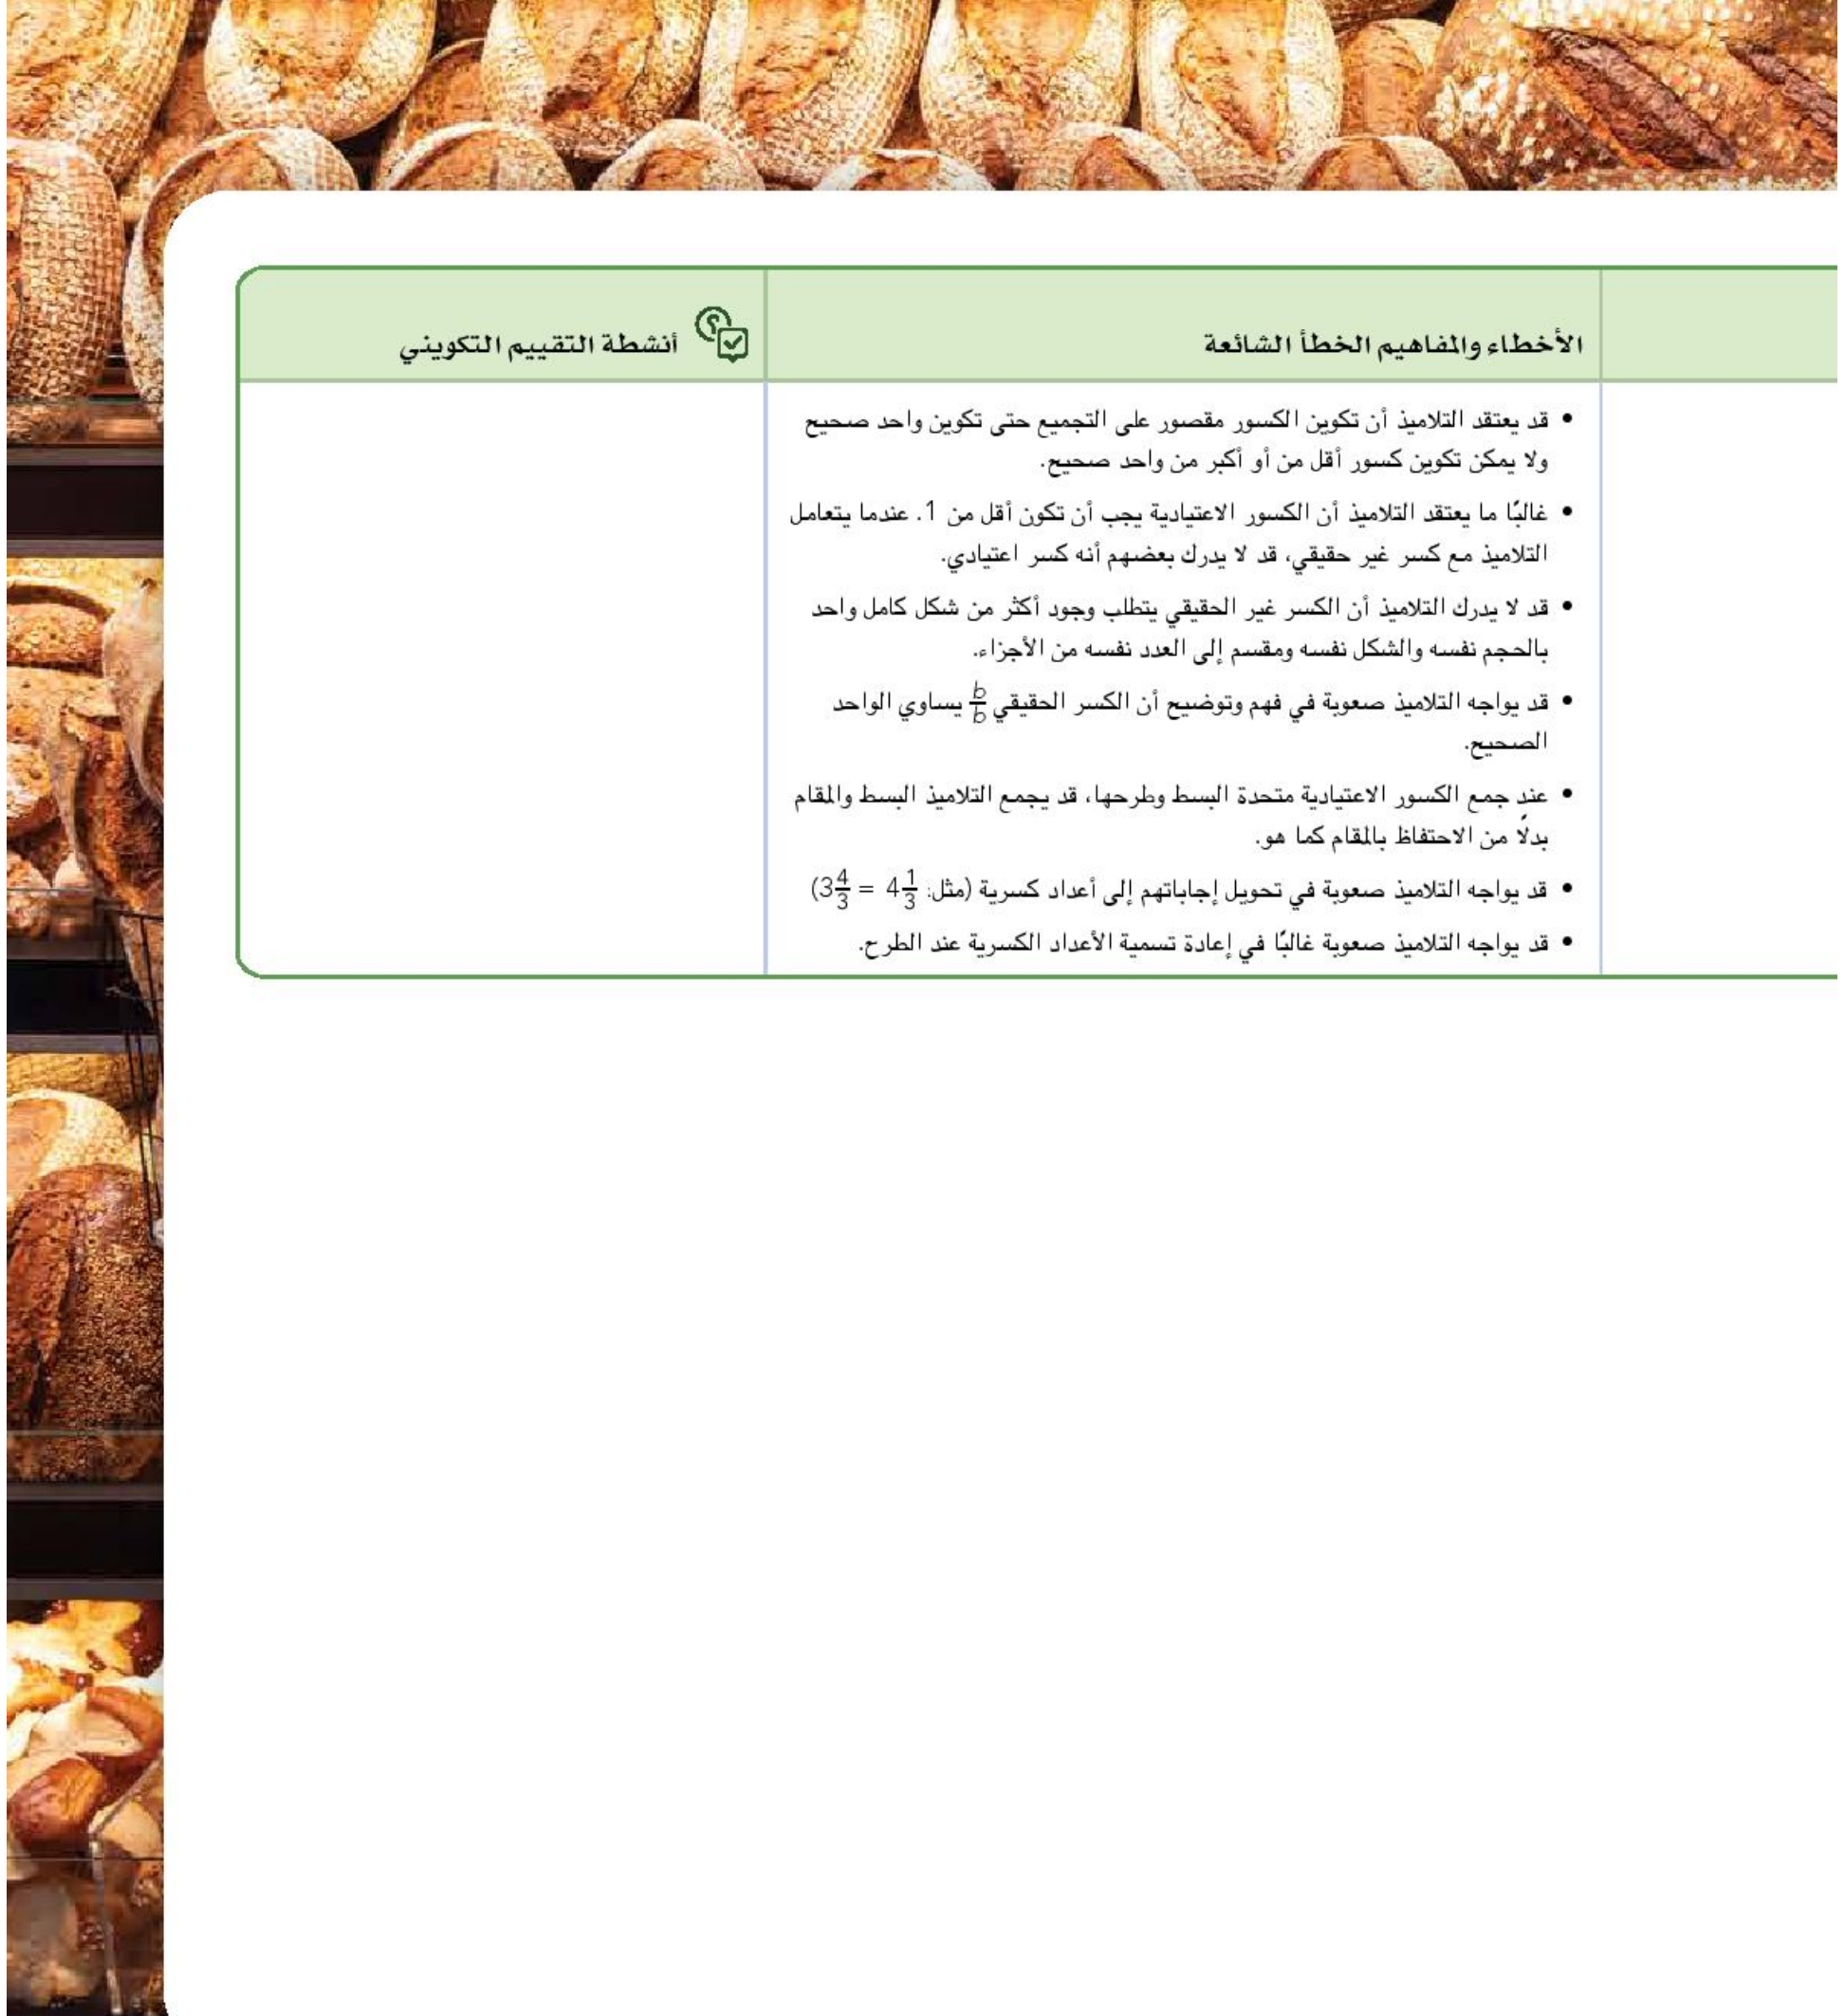 الأخطاء والمفاهيم الخطأ الشائعة
• قد يعتقد التلاميذ أن تكوين الكسور مقصور على التجميع حتى تكوين واحد صحيح
ولا يمكن تكوين كسور أقل من أو أكبر من واحد صحيح.
• غالبًا ما يعتقد التلاميذ أن الكسور الاعتيادية يجب أن تكون أقل من 1. عندما يتعامل
التلاميذ مع كسر غير حقيقي، قد لا يدرك بعضهم أنه كسر اعتيادي.
• قد لا يدرك التلاميذ أن الكسر غير الحقيقي يتطلب وجود أكثر من شكل كامل واحد
بالحجم نفسه والشكل نفسه ومقسم إلى العدد نفسه من الأجزاء.
• قد يواجه التلاميذ صعوبة في فهم وتوضيح أن الكسر الحقيقي b/b يساوي الواحد
الصحيح.
• عند جمع الكسور الاعتيادية متحدة البسط وطرحها، قد يجمع التلاميذ البسط والمقام
بدلًا من الاحتفاظ بالمقام كما هو.
• قد يواجه التلاميذ صعوبة في تحويل إجاباتهم إلى أعداد كسرية (مثل: 3 4/3 = 4 1/3)
• قد يواجه التلاميذ صعوبة غالبًا في إعادة تسمية الأعداد الكسرية عند الطرح.
أنشطة التقييم التكويني